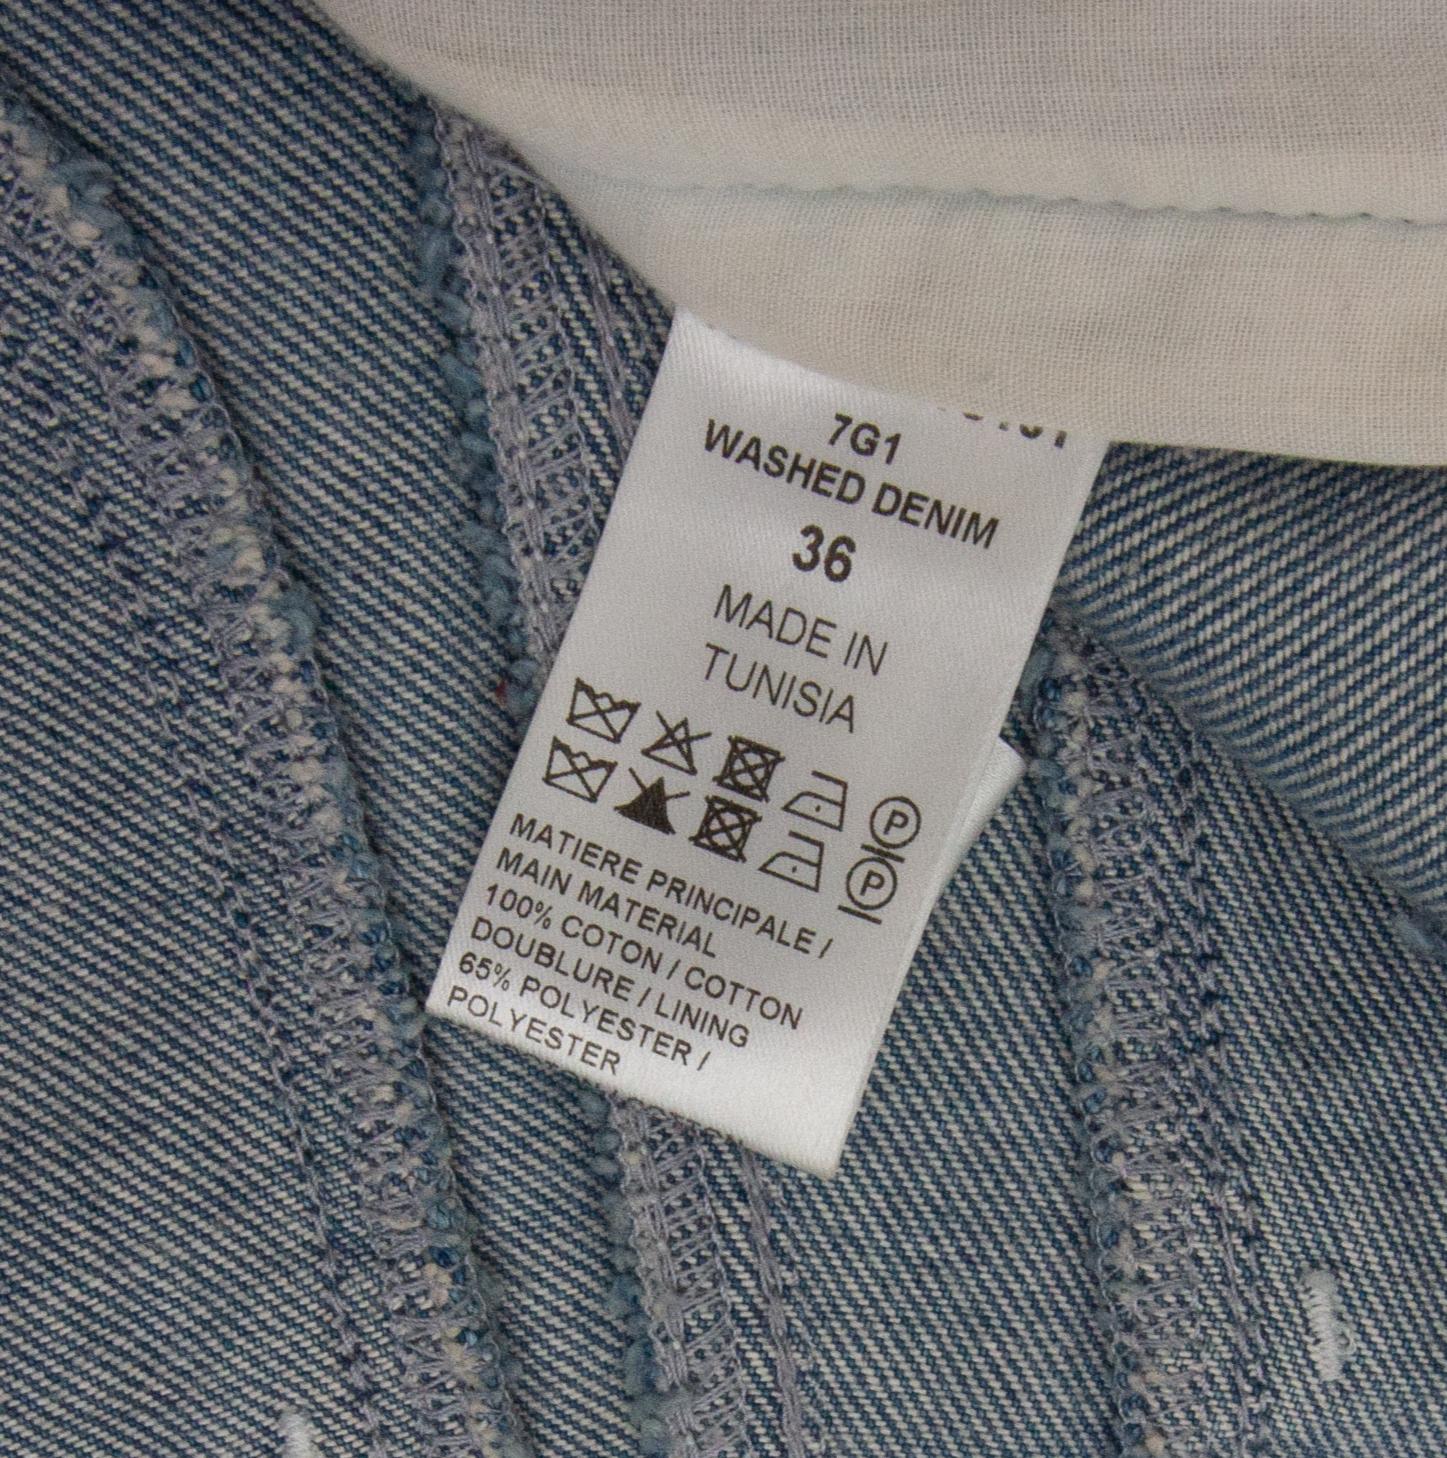 7G1
WASHED DENIM
36
MADE IN
TUNISIA
P
P
MATIERE PRINCIPALE /
MAIN MATERIAL
100% COTON / COTTON
DOUBLURE / LINING
65% POLYESTER /
POLYESTER